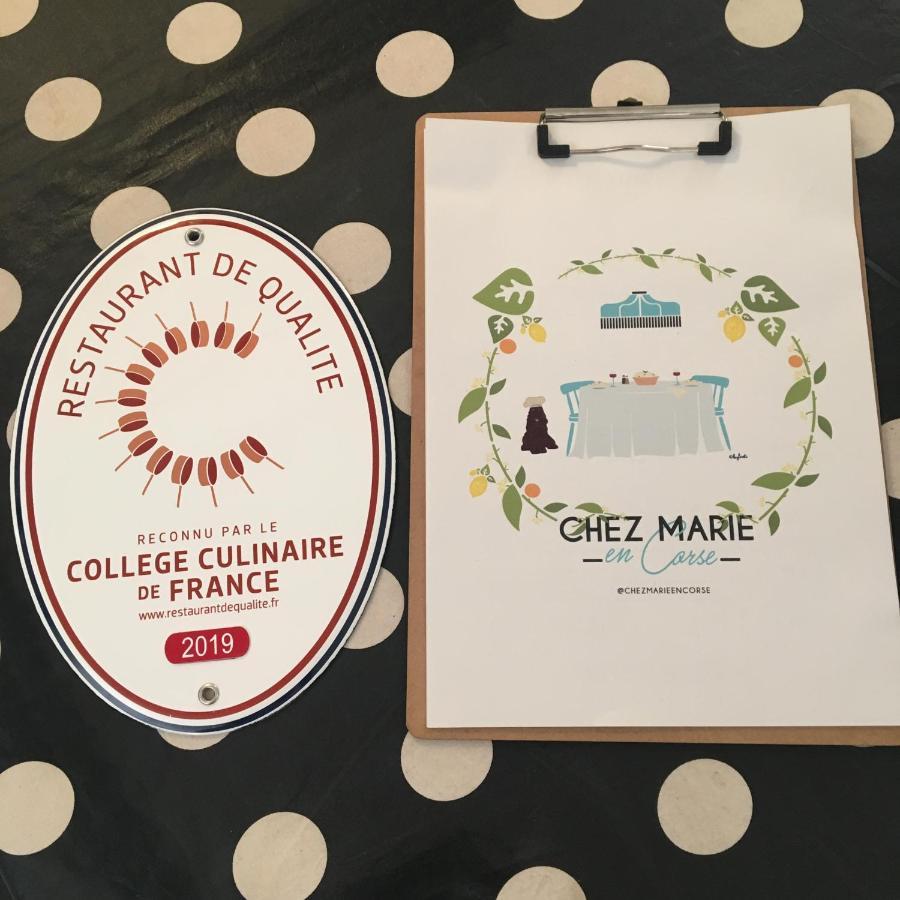 RESTAURANT DE QUALITE
RECONNU PAR LE
COLLEGE CULINAIRE
DE FRANCE
www.restaurantdequalite.fr
2019
CHEZ MARIE
en Corse
@CHEZMARIEENCORSE